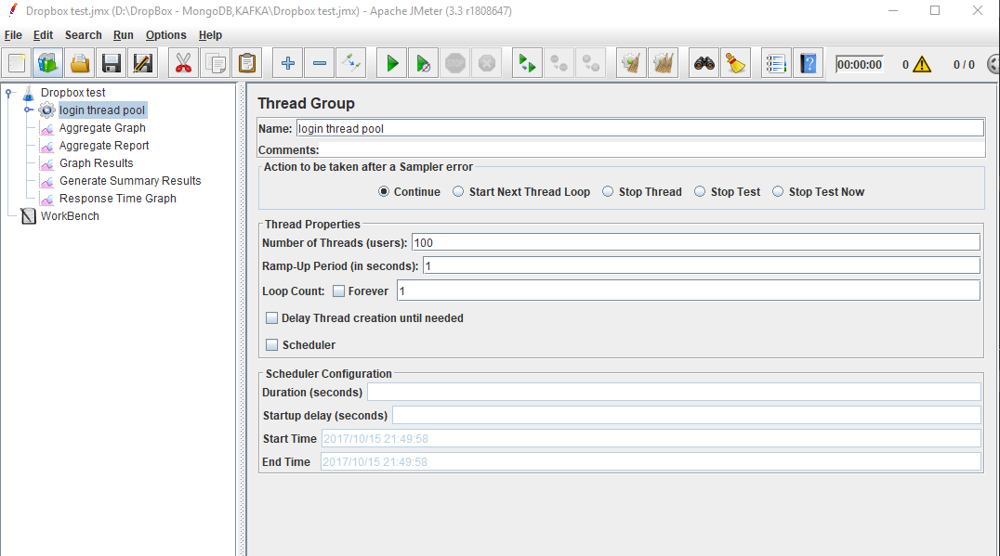 Dropbox test.jmx (D:\DropBox - MongoDB,KAFKA\Dropbox test.jmx) - Apache JMeter (3.3 r1808647)
File Edit Search Run Options Help
STOP 00:00:00 0 0 / 0
Dropbox test
login thread pool
Aggregate Graph
Aggregate Report
Graph Results
Generate Summary Results
Response Time Graph
WorkBench
Thread Group
Name: login thread pool
Comments:
Action to be taken after a Sampler error
Continue Start Next Thread Loop Stop Thread Stop Test Stop Test Now
Thread Properties
Number of Threads (users): 100
Ramp-Up Period (in seconds): 1
Loop Count: Forever 1
Delay Thread creation until needed
Scheduler
Scheduler Configuration
Duration (seconds)
Startup delay (seconds)
Start Time 2017/10/15 21:49:58
End Time 2017/10/15 21:49:58